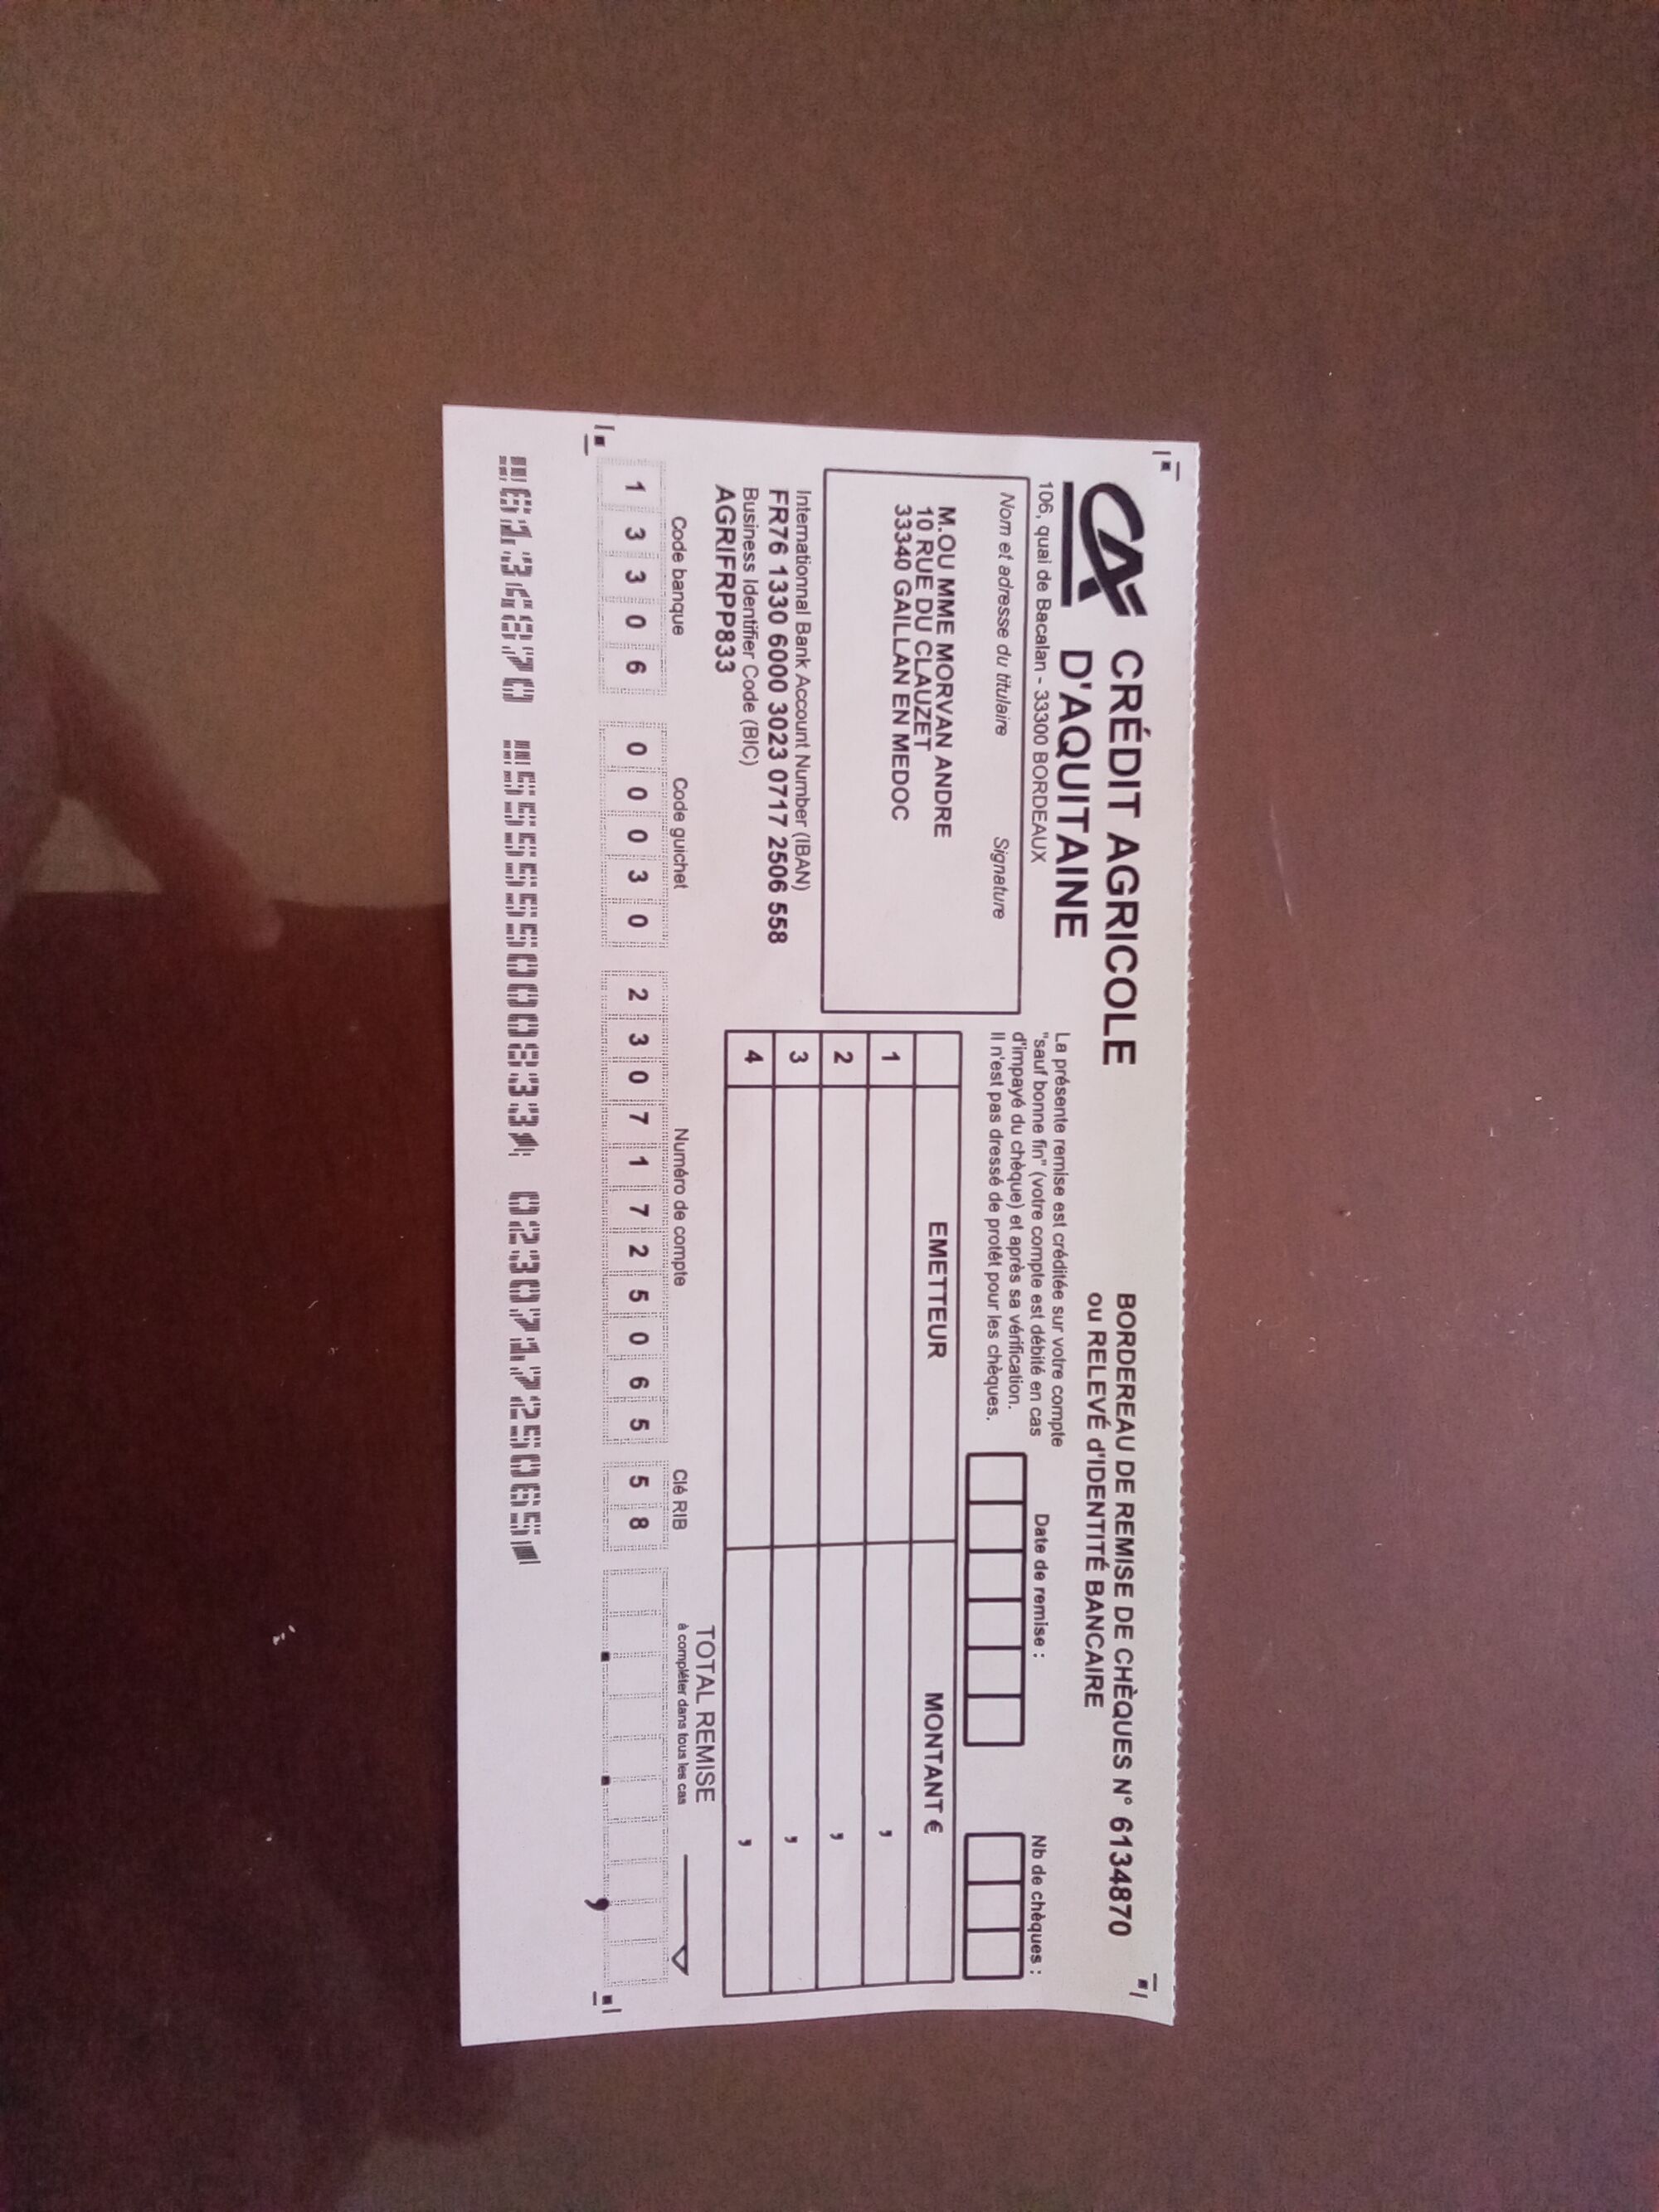 CA CRÉDIT AGRICOLE
D'AQUITAINE
106, quai de Bacalan - 33300 BORDEAUX
BORDEREAU DE REMISE DE CHÈQUES N° 6134870
ou RELEVÉ d'IDENTITÉ BANCAIRE
Nom et adresse du titulaire Signature
M.OU MME MORVAN ANDRE
10 RUE DU CLAUZET
33340 GAILLAN EN MEDOC
La présente remise est créditée sur votre compte
"sauf bonne fin" (votre compte est débité en cas
d'impayé du chèque) et après sa vérification.
Il n'est pas dressé de protêt pour les chèques.
Date de remise :
Nb de chèques :
EMETTEUR MONTANT €
1 ,
2 ,
3 ,
4 ,
International Bank Account Number (IBAN)
FR76 1330 6000 3023 0717 2506 558
Business Identifier Code (BIC)
AGRIFRPP833
TOTAL REMISE
à compléter dans tous les cas
Code banque Code guichet Numéro de compte Clé RIB
1 3 3 0 6 0 0 0 3 0 2 3 0 7 1 7 2 5 0 6 5 5 8
6134870 65555000833 023071725065